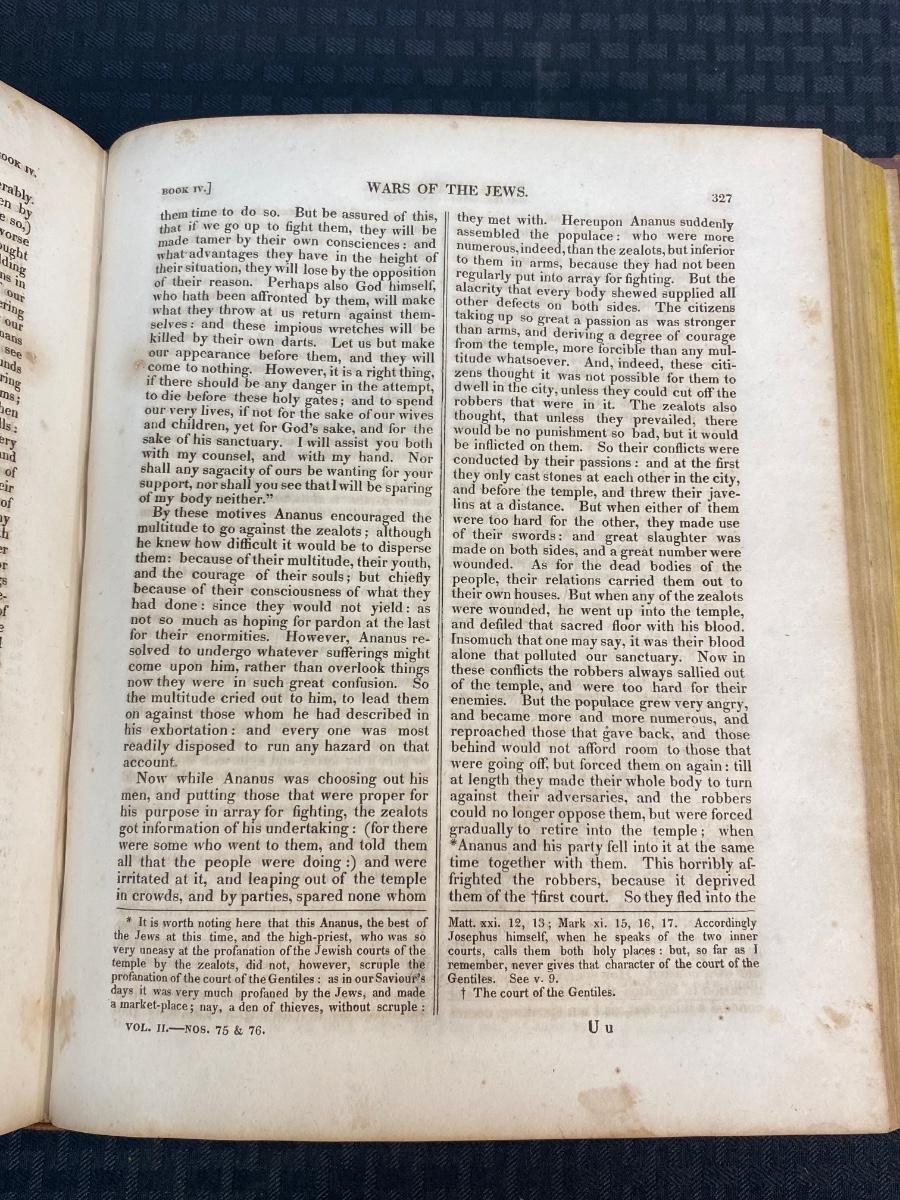 OOK IV.
erably.
en by
e so,)
worse
ought
lding
ns in
our
ering
our
mans
see
unds
ring
ms;
hen
lls:
ery
and
of
eir
of
ny
h
er
or
gs
e-
of
e
BOOK IV.]
WARS OF THE JEWS.
327
them time to do so. But be assured of this,
that if we go up to fight them, they will be
made tamer by their own consciences: and
what advantages they have in the height of
their situation, they will lose by the opposition
of their reason. Perhaps also God himself,
who hath been affronted by them, will make
what they throw at us return against them-
selves: and these impious wretches will be
killed by their own darts. Let us but make
our appearance before them, and they will
come to nothing. However, it is a right thing,
if there should be any danger in the attempt,
to die before these holy gates; and to spend
our very lives, if not for the sake of our wives
and children, yet for God's sake, and for the
sake of his sanctuary. I will assist you both
with my counsel, and with my hand. Nor
shall any sagacity of ours be wanting for your
support, nor shall you see that I will be sparing
of my body neither."
By these motives Ananus encouraged the
multitude to go against the zealots; although
he knew how difficult it would be to disperse
them: because of their multitude, their youth,
and the courage of their souls; but chiefly
because of their consciousness of what they
had done: since they would not yield: as
not so much as hoping for pardon at the last
for their enormities. However, Ananus re-
solved to undergo whatever sufferings might
come upon him, rather than overlook things
now they were in such great confusion. So
the multitude cried out to him, to lead them
on against those whom he had described in
his exhortation: and every one was most
readily disposed to run any hazard on that
account.
Now while Ananus was choosing out his
men, and putting those that were proper for
his purpose in array for fighting, the zealots
got information of his undertaking: (for there
were some who went to them, and told them
all that the people were doing:) and were
irritated at it, and leaping out of the temple
in crowds, and by parties, spared none whom
they met with. Hereupon Ananus suddenly
assembled the populace: who were more
numerous, indeed, than the zealots, but inferior
to them in arms, because they had not been
regularly put into array for fighting. But the
alacrity that every body shewed supplied all
other defects on both sides. The citizens
taking up so great a passion as was stronger
than arms, and deriving a degree of courage
from the temple, more forcible than any mul-
titude whatsoever. And, indeed, these citi-
zens thought it was not possible for them to
dwell in the city, unless they could cut off the
robbers that were in it. The zealots also
thought, that unless they prevailed, there
would be no punishment so bad, but it would
be inflicted on them. So their conflicts were
conducted by their passions: and at the first
they only cast stones at each other in the city,
and before the temple, and threw their jave-
lins at a distance. But when either of them
were too hard for the other, they made use
of their swords: and great slaughter was
made on both sides, and a great number were
wounded. As for the dead bodies of the
people, their relations carried them out to
their own houses. But when any of the zealots
were wounded, he went up into the temple,
and defiled that sacred floor with his blood.
Insomuch that one may say, it was their blood
alone that polluted our sanctuary. Now in
these conflicts the robbers always sallied out
of the temple, and were too hard for their
enemies. But the populace grew very angry,
and became more and more numerous, and
reproached those that gave back, and those
behind would not afford room to those that
were going off, but forced them on again: till
at length they made their whole body to turn
against their adversaries, and the robbers
could no longer oppose them, but were forced
gradually to retire into the temple; when
*Ananus and his party fell into it at the same
time together with them. This horribly af-
frighted the robbers, because it deprived
them of the †first court. So they fled into the
* It is worth noting here that this Ananus, the best of
the Jews at this time, and the high-priest, who was so
very uneasy at the profanation of the Jewish courts of the
temple by the zealots, did not, however, scruple the
profanation of the court of the Gentiles: as in our Saviour's
days it was very much profaned by the Jews, and made
a market-place; nay, a den of thieves, without scruple:
Matt. xxi. 12, 13; Mark xi. 15, 16, 17. Accordingly
Josephus himself, when he speaks of the two inner
courts, calls them both holy places: but, so far as I
remember, never gives that character of the court of the
Gentiles. See v. 9.
† The court of the Gentiles.
VOL. II.—NOS. 75 & 76.
U u